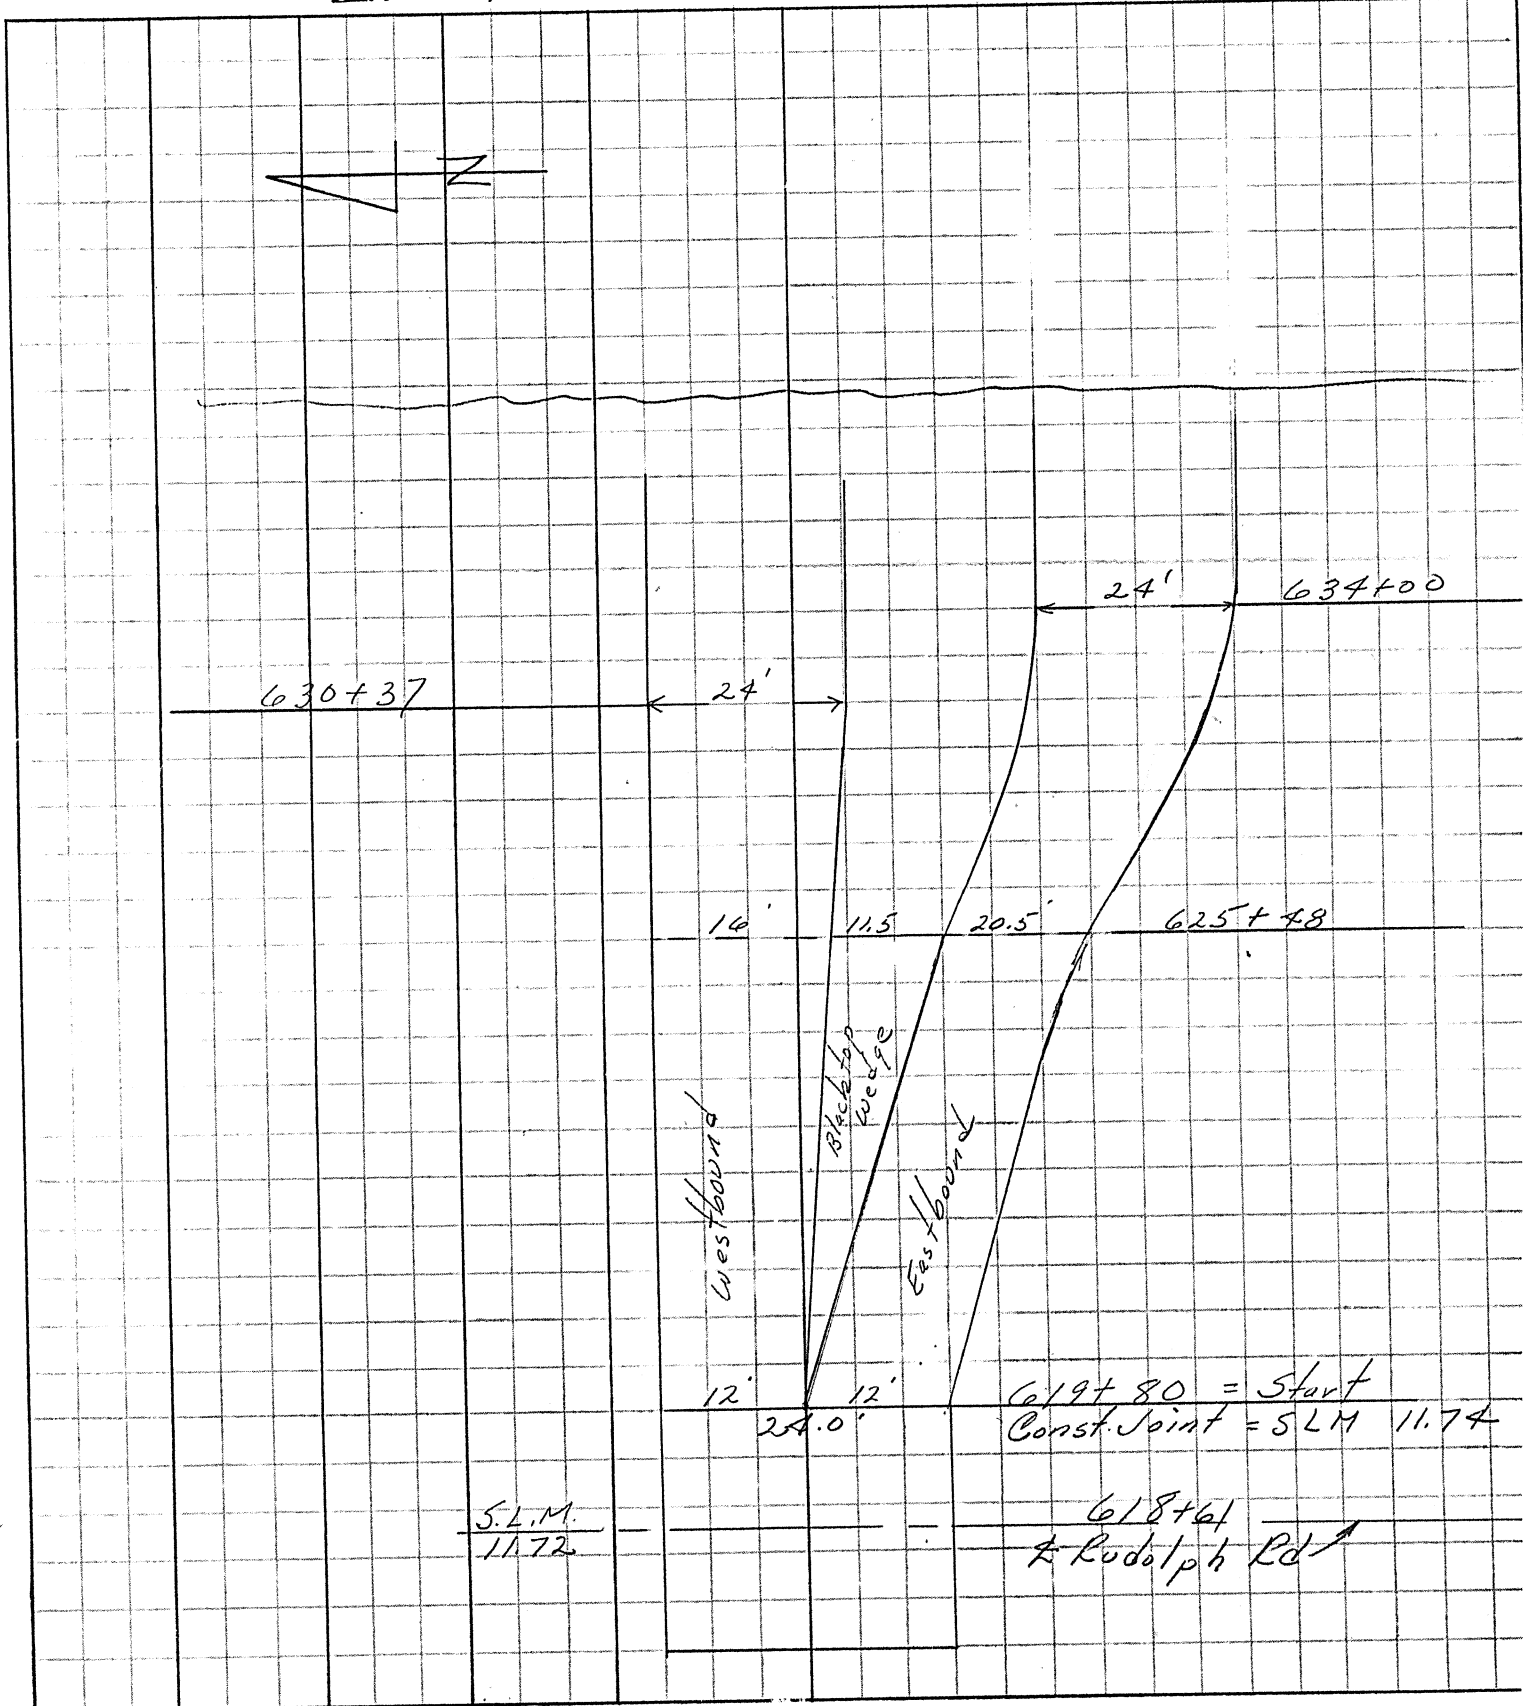 N
24' 634+00
630+37 24'
16' 11.5 20.5' 625+48
Westbound
Blacktop
Wedge
Eastbound
12' 12' 619+80 = Start
24.0' Const. Joint = SLM 11.74
S.L.M.
11.72
618+61
℄ Rudolph Rd